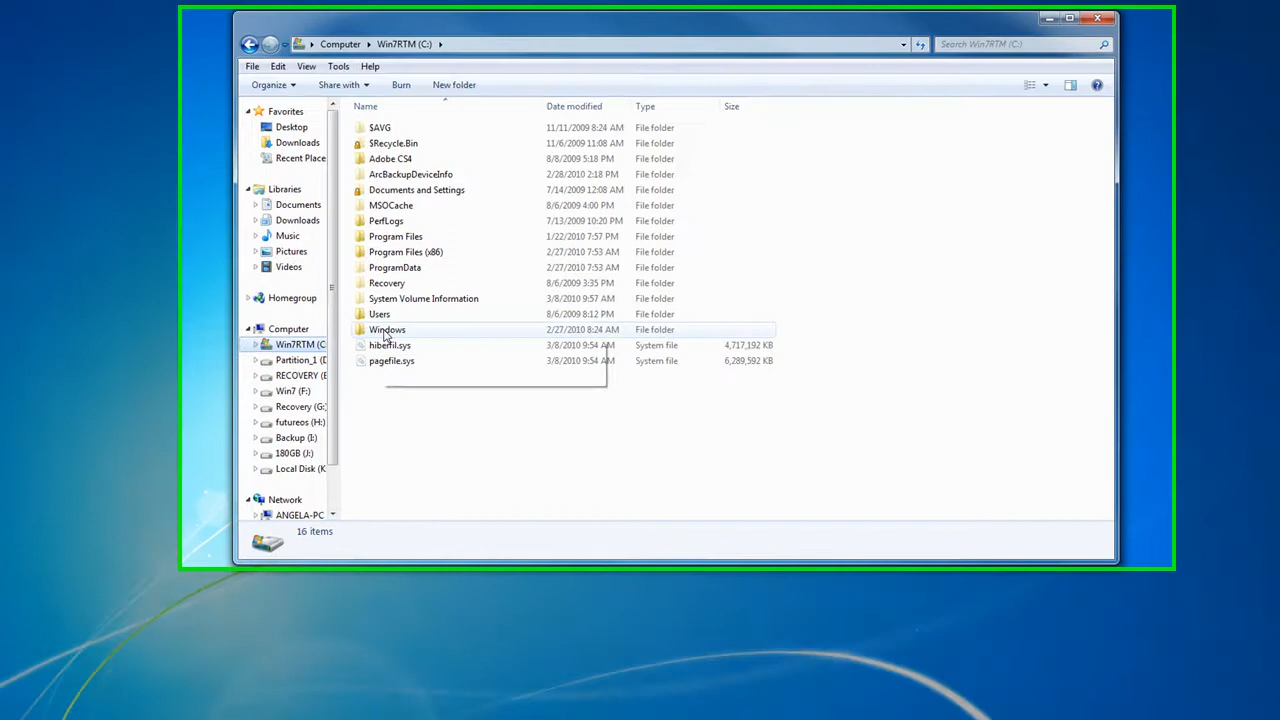 Computer Win7RTM (C:) Search Win7RTM (C:)
File Edit View Tools Help
Organize Share with Burn New folder
Favorites
Desktop
Downloads
Recent Place
Libraries
Documents
Downloads
Music
Pictures
Videos
Homegroup
Computer
Win7RTM (C:
Partition_1 (
RECOVERY (E
Win7 (F:)
Recovery (G:
futureos (H:)
Backup (I:)
180GB (J:)
Local Disk (K
Network
ANGELA-PC
Name Date modified Type Size
$AVG 11/11/2009 8:24 AM File folder
$Recycle.Bin 11/6/2009 11:08 AM File folder
Adobe CS4 8/8/2009 5:18 PM File folder
ArcBackupDeviceInfo 2/28/2010 2:18 PM File folder
Documents and Settings 7/14/2009 12:08 AM File folder
MSOCache 8/6/2009 4:00 PM File folder
PerfLogs 7/13/2009 10:20 PM File folder
Program Files 1/22/2010 7:57 PM File folder
Program Files (x86) 2/27/2010 7:53 AM File folder
ProgramData 2/27/2010 7:53 AM File folder
Recovery 8/6/2009 3:35 PM File folder
System Volume Information 3/8/2010 9:57 AM File folder
Users 8/6/2009 8:12 PM File folder
Windows 2/27/2010 8:24 AM File folder
hiberfil.sys 3/8/2010 9:54 AM System file 4,717,192 KB
pagefile.sys 3/8/2010 9:54 AM System file 6,289,592 KB
16 items